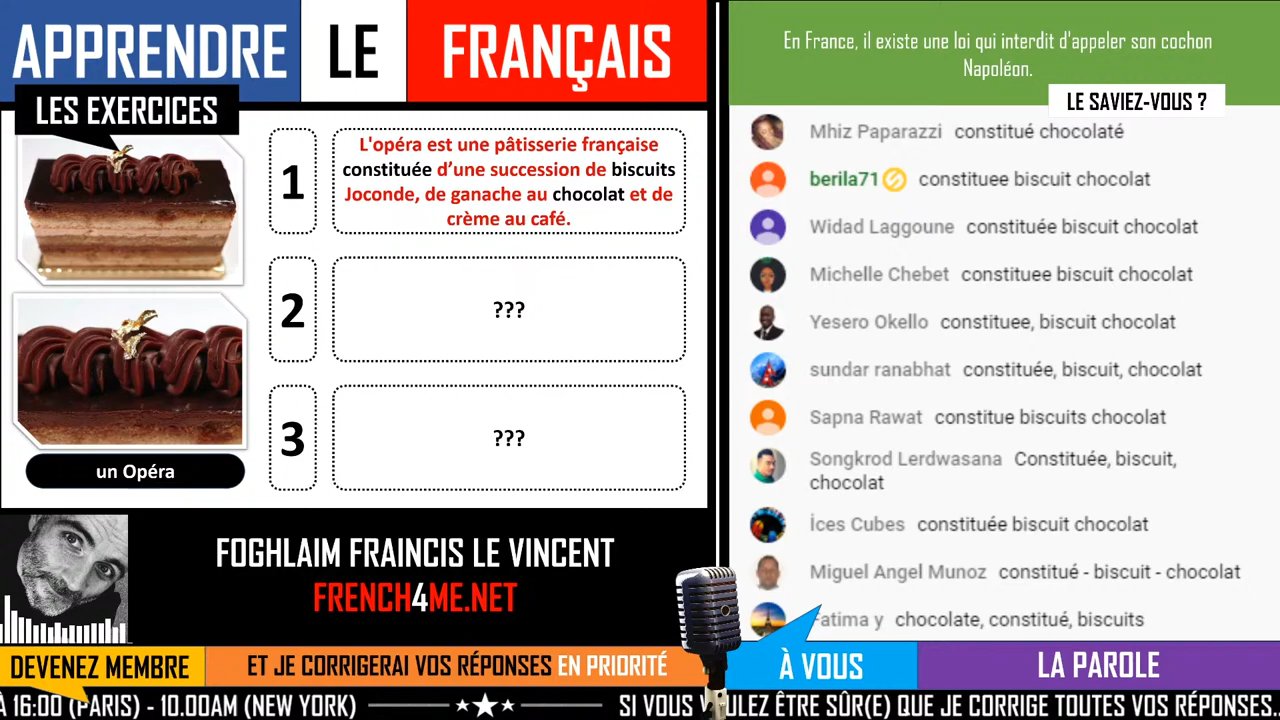 APPRENDRE LE FRANÇAIS
LES EXERCICES
un Opéra
1
L'opéra est une pâtisserie française
constituée d’une succession de biscuits
Joconde, de ganache au chocolat et de
crème au café.
2
???
3
???
FOGHLAIM FRAINCIS LE VINCENT
FRENCH4ME.NET
En France, il existe une loi qui interdit d'appeler son cochon
Napoléon.
LE SAVIEZ-VOUS ?
Mhiz Paparazzi constitué chocolaté
berila71 constituee biscuit chocolat
Widad Laggoune constituée biscuit chocolat
Michelle Chebet constituee biscuit chocolat
Yesero Okello constituee, biscuit chocolat
sundar ranabhat constituée, biscuit, chocolat
Sapna Rawat constitue biscuits chocolat
Songkrod Lerdwasana Constituée, biscuit,
chocolat
İces Cubes constituée biscuit chocolat
Miguel Angel Munoz constitué - biscuit - chocolat
Fatima y chocolate, constitué, biscuits
DEVENEZ MEMBRE ET JE CORRIGERAI VOS RÉPONSES EN PRIORITÉ
À VOUS LA PAROLE
À 16:00 (PARIS) - 10.00AM (NEW YORK) SI VOUS VOULEZ ÊTRE SÛR(E) QUE JE CORRIGE TOUTES VOS RÉPONSES..